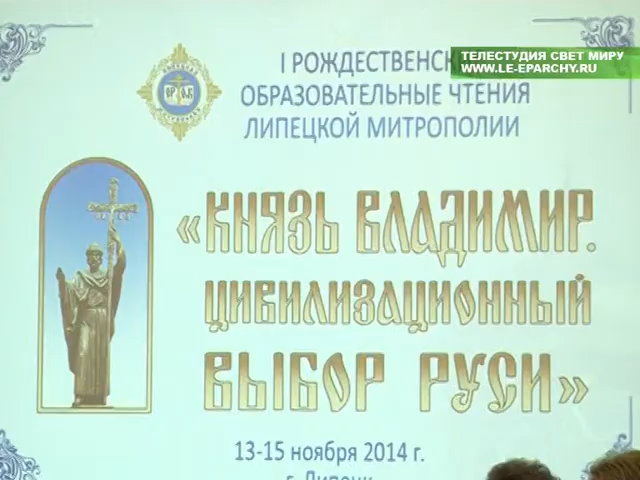 ТЕЛЕСТУДИЯ СВЕТ МИРУ
WWW.LE-EPARCHY.RU
I
ОБРАЗОВАТЕЛЬНЫЕ ЧТЕНИЯ
ЛИПЕЦКОЙ МИТРОПОЛИИ
«КНЯЗЬ ВЛАДИМИР.
ЦИВИЛИЗАЦИОННЫЙ
ВЫБОР РУСИ»
13-15 ноября 2014 г.
г. Липецк